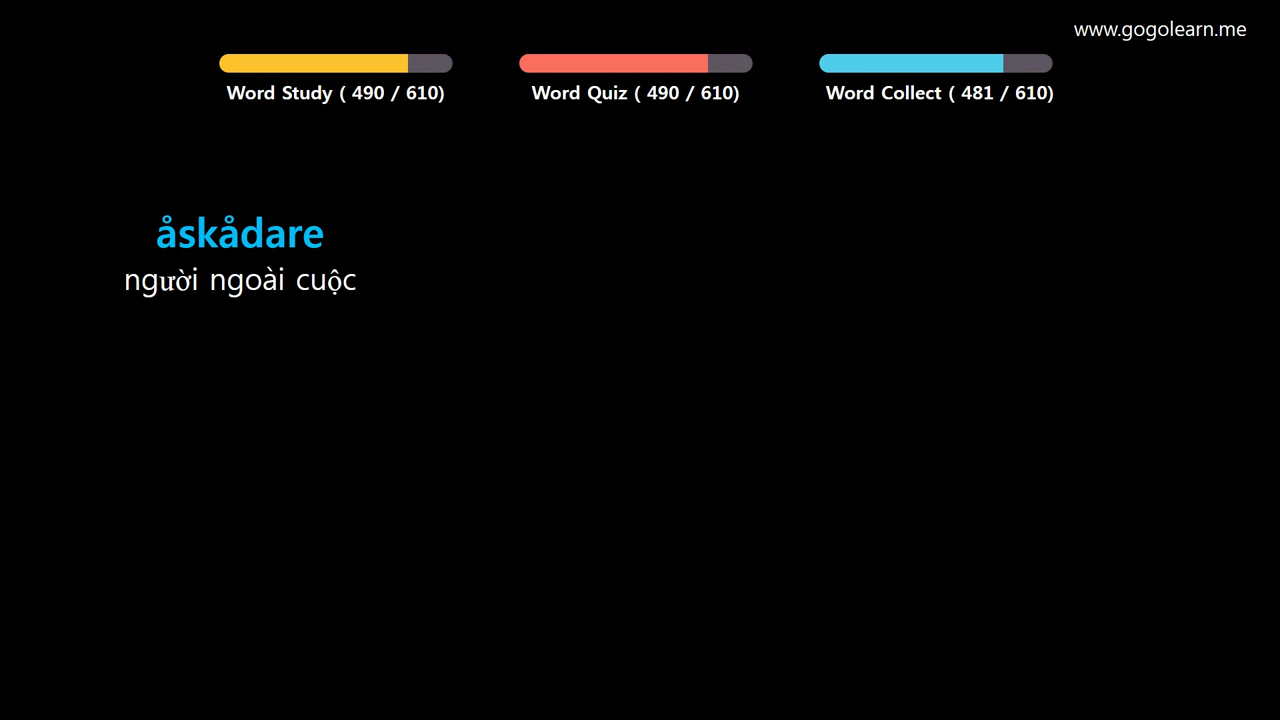 www.gogolearn.me
Word Study ( 490 / 610)
Word Quiz ( 490 / 610)
Word Collect ( 481 / 610)
åskådare
người ngoài cuộc